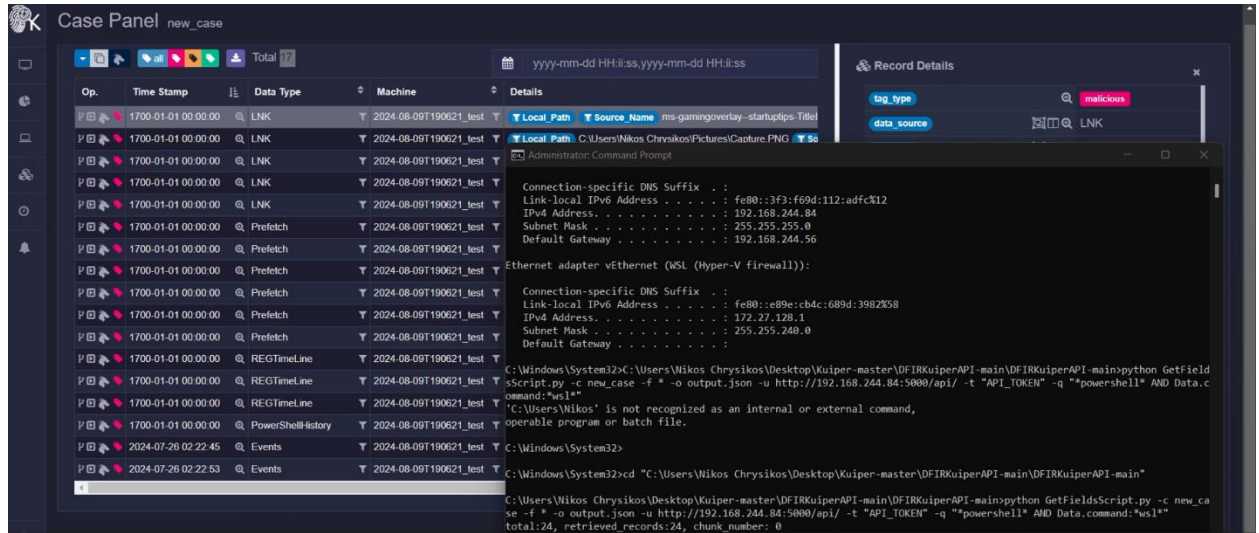 Case Panel new_case
all Total 17
yyyy-mm-dd HH:ii:ss,yyyy-mm-dd HH:ii:ss
Op. Time Stamp Data Type Machine Details
1700-01-01 00:00:00 LNK 2024-08-09T190621_test Local_Path Source_Name ms-gamingoverlay--startuptips-Titlel
1700-01-01 00:00:00 LNK 2024-08-09T190621_test Local_Path C:\Users\Nikos Chrysikos\Pictures\Capture.PNG So
1700-01-01 00:00:00 LNK 2024-08-09T190621_test
1700-01-01 00:00:00 LNK 2024-08-09T190621_test
1700-01-01 00:00:00 LNK 2024-08-09T190621_test
1700-01-01 00:00:00 Prefetch 2024-08-09T190621_test
1700-01-01 00:00:00 Prefetch 2024-08-09T190621_test
1700-01-01 00:00:00 Prefetch 2024-08-09T190621_test
1700-01-01 00:00:00 Prefetch 2024-08-09T190621_test
1700-01-01 00:00:00 Prefetch 2024-08-09T190621_test
1700-01-01 00:00:00 REGTimeLine 2024-08-09T190621_test
1700-01-01 00:00:00 REGTimeLine 2024-08-09T190621_test
1700-01-01 00:00:00 REGTimeLine 2024-08-09T190621_test
1700-01-01 00:00:00 PowerShellHistory 2024-08-09T190621_test
2024-07-26 02:22:45 Events 2024-08-09T190621_test
2024-07-26 02:22:53 Events 2024-08-09T190621_test
Record Details
tag_type malicious
data_source LNK
Administrator: Command Prompt
Connection-specific DNS Suffix . :
Link-local IPv6 Address . . . . . : fe80::3f3:f69d:112:adfc%12
IPv4 Address. . . . . . . . . . . : 192.168.244.84
Subnet Mask . . . . . . . . . . . : 255.255.255.0
Default Gateway . . . . . . . . . : 192.168.244.56
Ethernet adapter vEthernet (WSL (Hyper-V firewall)):
Connection-specific DNS Suffix . :
Link-local IPv6 Address . . . . . : fe80::e89e:cb4c:689d:3982%58
IPv4 Address. . . . . . . . . . . : 172.27.128.1
Subnet Mask . . . . . . . . . . . : 255.255.240.0
Default Gateway . . . . . . . . . :
C:\Windows\System32>C:\Users\Nikos Chrysikos\Desktop\Kuiper-master\DFIRKuiperAPI-main\DFIRKuiperAPI-main>python GetField
sScript.py -c new_case -f * -o output.json -u http://192.168.244.84:5000/api/ -t "API_TOKEN" -q "*powershell* AND Data.c
ommand:*wsl*"
'C:\Users\Nikos' is not recognized as an internal or external command,
operable program or batch file.
C:\Windows\System32>
C:\Windows\System32>cd "C:\Users\Nikos Chrysikos\Desktop\Kuiper-master\DFIRKuiperAPI-main\DFIRKuiperAPI-main"
C:\Users\Nikos Chrysikos\Desktop\Kuiper-master\DFIRKuiperAPI-main\DFIRKuiperAPI-main>python GetFieldsScript.py -c new_ca
se -f * -o output.json -u http://192.168.244.84:5000/api/ -t "API_TOKEN" -q "*powershell* AND Data.command:*wsl*"
total:24, retrieved_records:24, chunk_number: 0